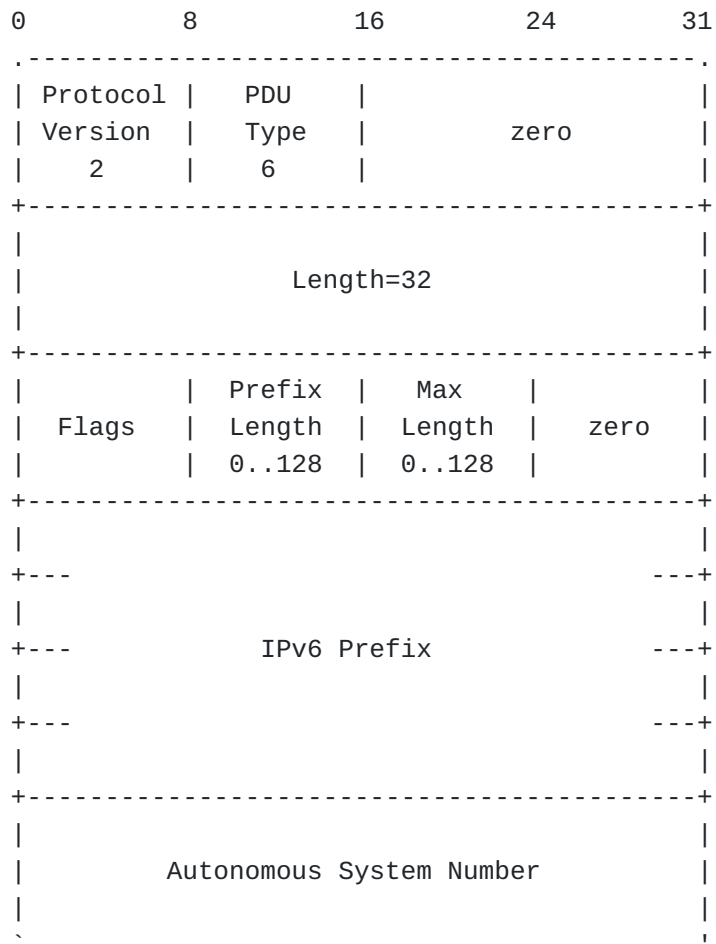 0          8          16         24        31
.-------------------------------------------.
| Protocol |   PDU    |                     |
| Version  |   Type   |         zero        |
|    2     |    6     |                     |
+-------------------------------------------+
|                                           |
|                 Length=32                 |
|                                           |
+-------------------------------------------+
|          |  Prefix  |   Max    |          |
|  Flags   |  Length  |  Length  |   zero   |
|          |  0..128  |  0..128  |          |
+-------------------------------------------+
|                                           |
+---                                     ---+
|                                           |
+---            IPv6 Prefix              ---+
|                                           |
+---                                     ---+
|                                           |
+-------------------------------------------+
|                                           |
|         Autonomous System Number          |
|                                           |
`-------------------------------------------'